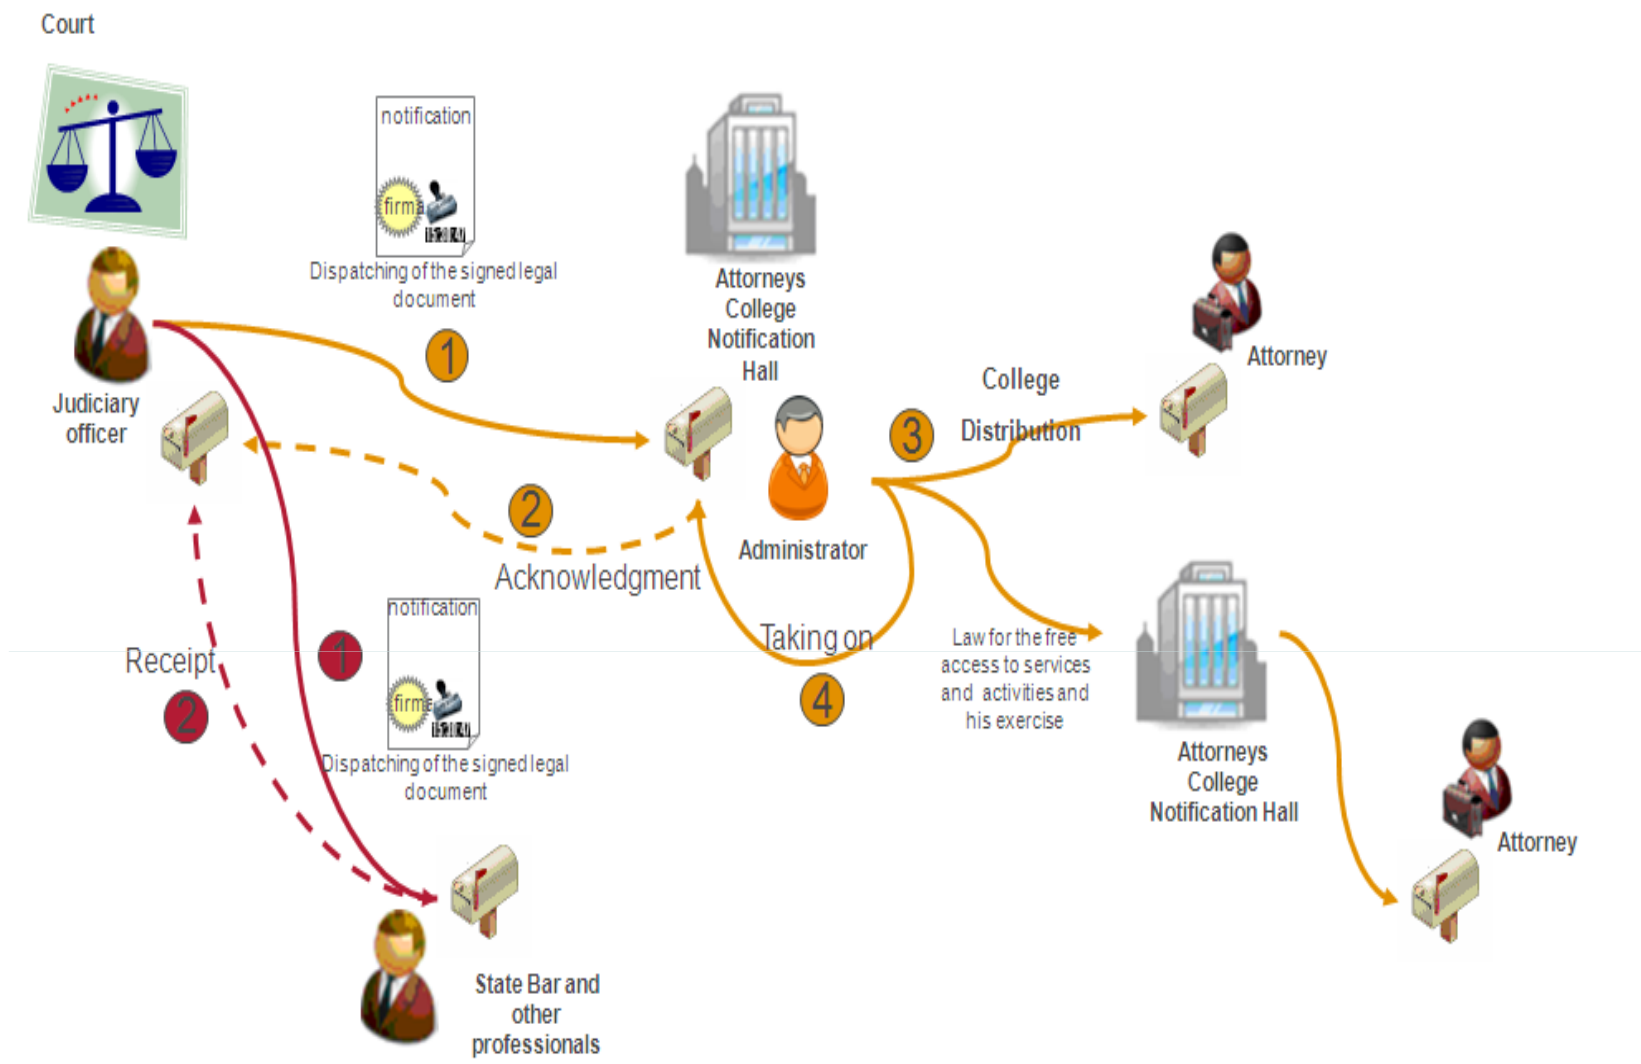 Court
notification
firma
Dispatching of the signed legal
document
1
Judiciary
officer
Attorneys
College
Notification
Hall
Administrator
2
Acknowledgment
3
College
Distribution
Attorney
Taking on
4
Law for the free
access to services
and activities and
his exercise
Attorneys
College
Notification Hall
Attorney
Receipt
2
1
notification
firma
Dispatching of the signed legal
document
State Bar and
other
professionals